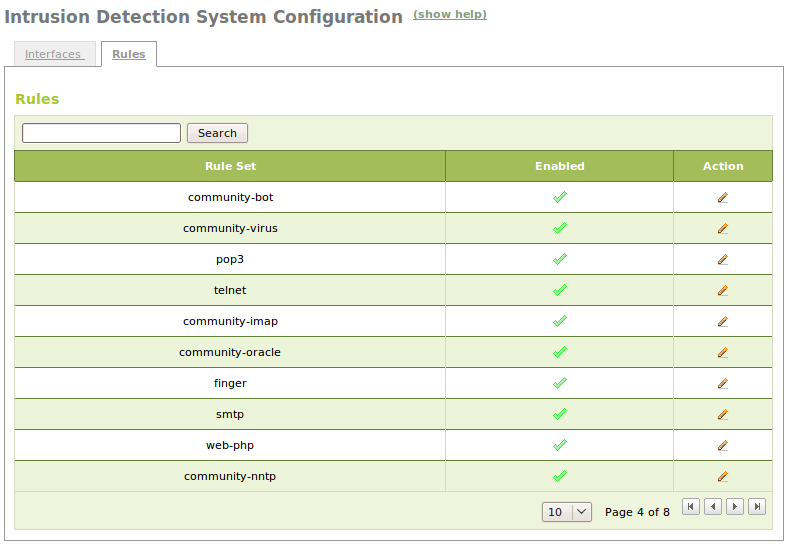 Intrusion Detection System Configuration (show help)
Interfaces Rules
Rules
Search
Rule Set Enabled Action
community-bot
community-virus
pop3
telnet
community-imap
community-oracle
finger
smtp
web-php
community-nntp
10 Page 4 of 8